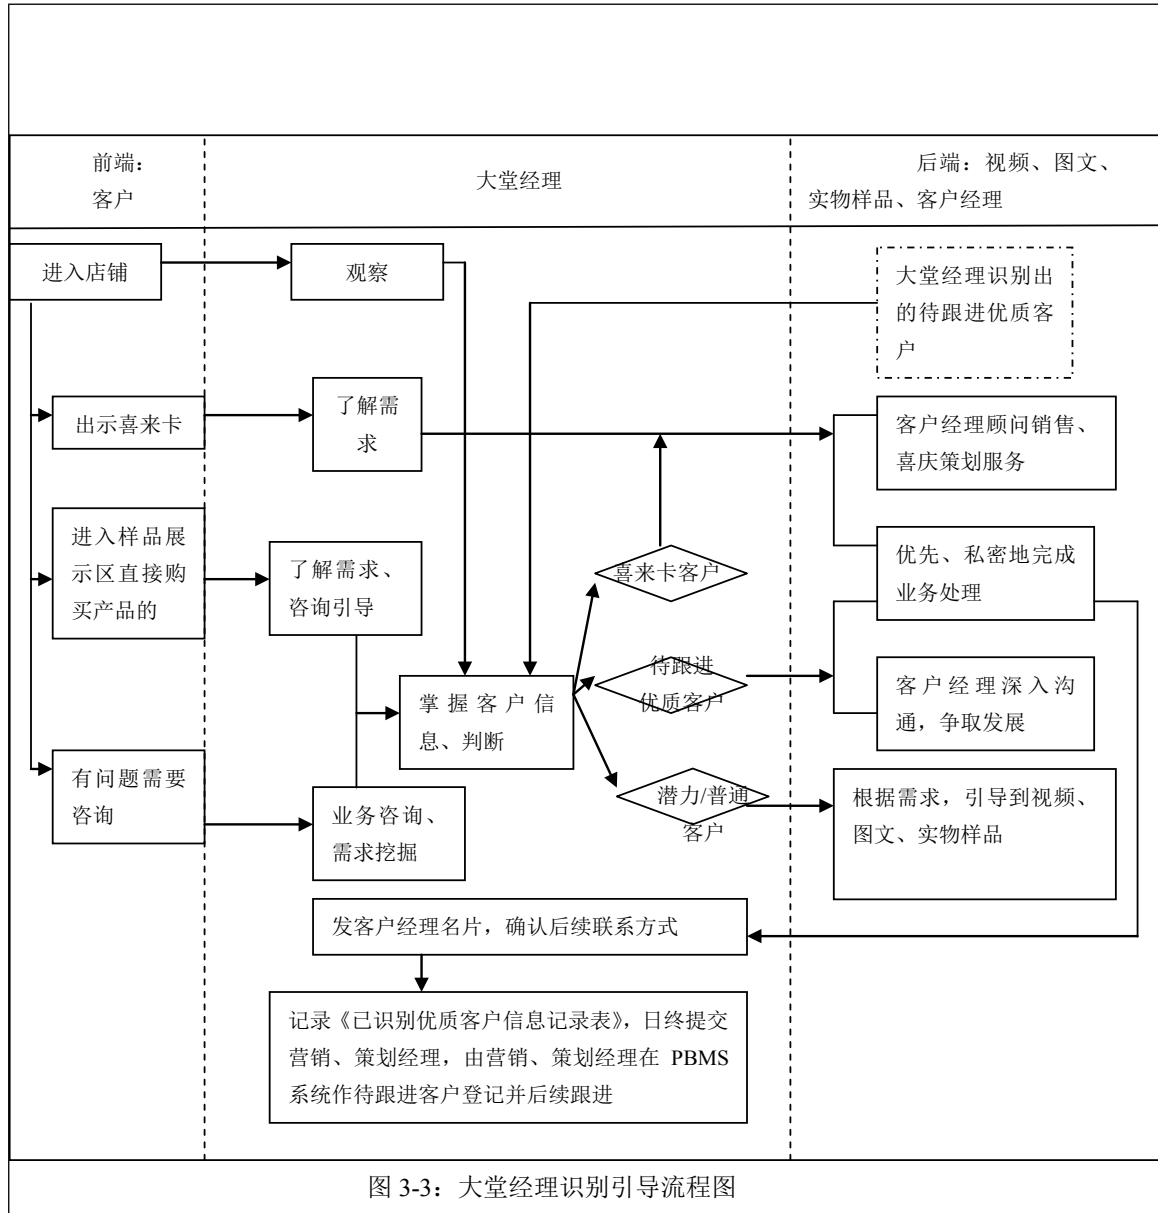 前端：
客户
大堂经理
后端：视频、图文、
实物样品、客户经理
进入店铺
观察
大堂经理识别出
的待跟进优质客
户
出示喜来卡
了解需
求
客户经理顾问销售、
喜庆策划服务
进入样品展
示区直接购
买产品的
了解需求、
咨询引导
喜来卡客户
优先、私密地完成
业务处理
掌握客户信
息、判断
待跟进
优质客户
客户经理深入沟
通，争取发展
有问题需要
咨询
业务咨询、
需求挖掘
潜力/普通
客户
根据需求，引导到视频、
图文、实物样品
发客户经理名片，确认后续联系方式
记录《已识别优质客户信息记录表》，日终提交
营销、策划经理，由营销、策划经理在 PBMS
系统作待跟进客户登记并后续跟进
图 3-3：大堂经理识别引导流程图